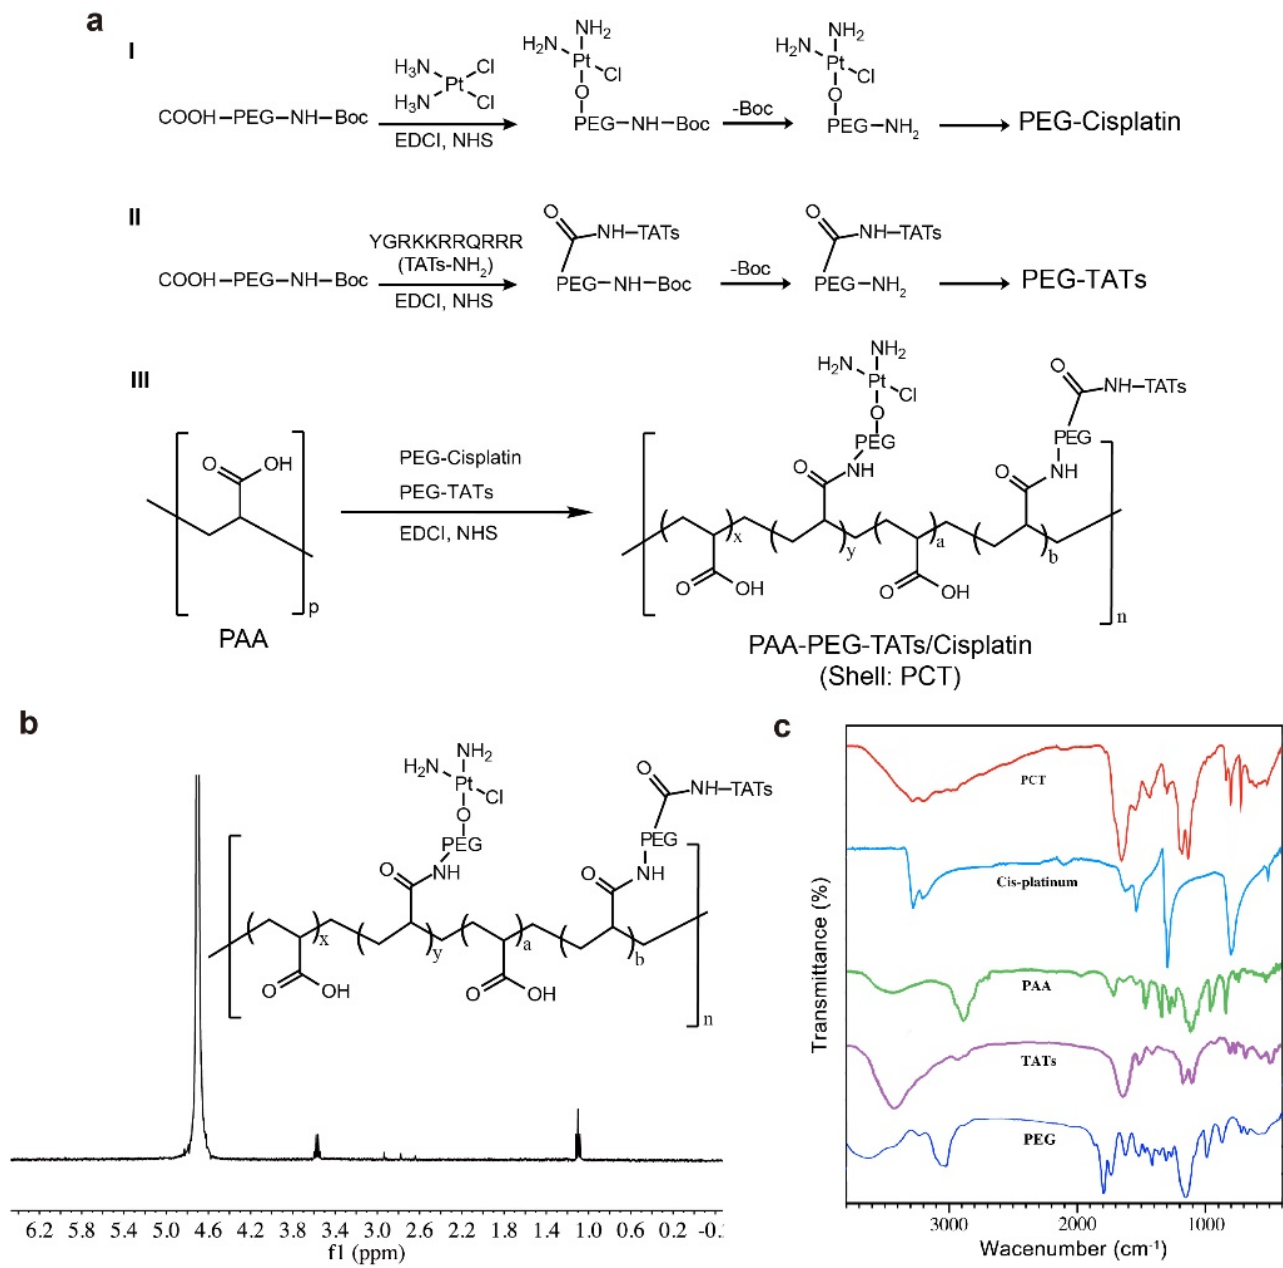 a
I
COOH–PEG–NH–Boc
H₃N
H₃N
Pt
Cl
Cl
EDCI, NHS
H₂N
NH₂
Pt
Cl
O
PEG–NH–Boc
-Boc
H₂N
NH₂
Pt
Cl
O
PEG–NH₂
PEG-Cisplatin
II
COOH–PEG–NH–Boc
YGRKKRRQRRR
(TATs-NH₂)
EDCI, NHS
O
NH–TATs
PEG–NH–Boc
-Boc
O
NH–TATs
PEG–NH₂
PEG-TATs
III
O
OH
p
PAA
PEG-Cisplatin
PEG-TATs
EDCI, NHS
H₂N
NH₂
Pt
Cl
O
PEG
O
NH
O
NH–TATs
PEG
O
NH
x
y
a
b
O
OH
O
OH
n
PAA-PEG-TATs/Cisplatin
(Shell: PCT)
b
H₂N
NH₂
Pt
Cl
O
PEG
O
NH
O
NH–TATs
PEG
O
NH
x
y
a
b
O
OH
O
OH
n
6.2 5.8 5.4 5.0 4.6 4.2 3.8 3.4 3.0 2.6 2.2 1.8 1.4 1.0 0.6 0.2 -0.
f1 (ppm)
c
PCT
Cis-platinum
PAA
TATs
PEG
Transmittance (%)
3000 2000 1000
Wacenumber (cm⁻¹)